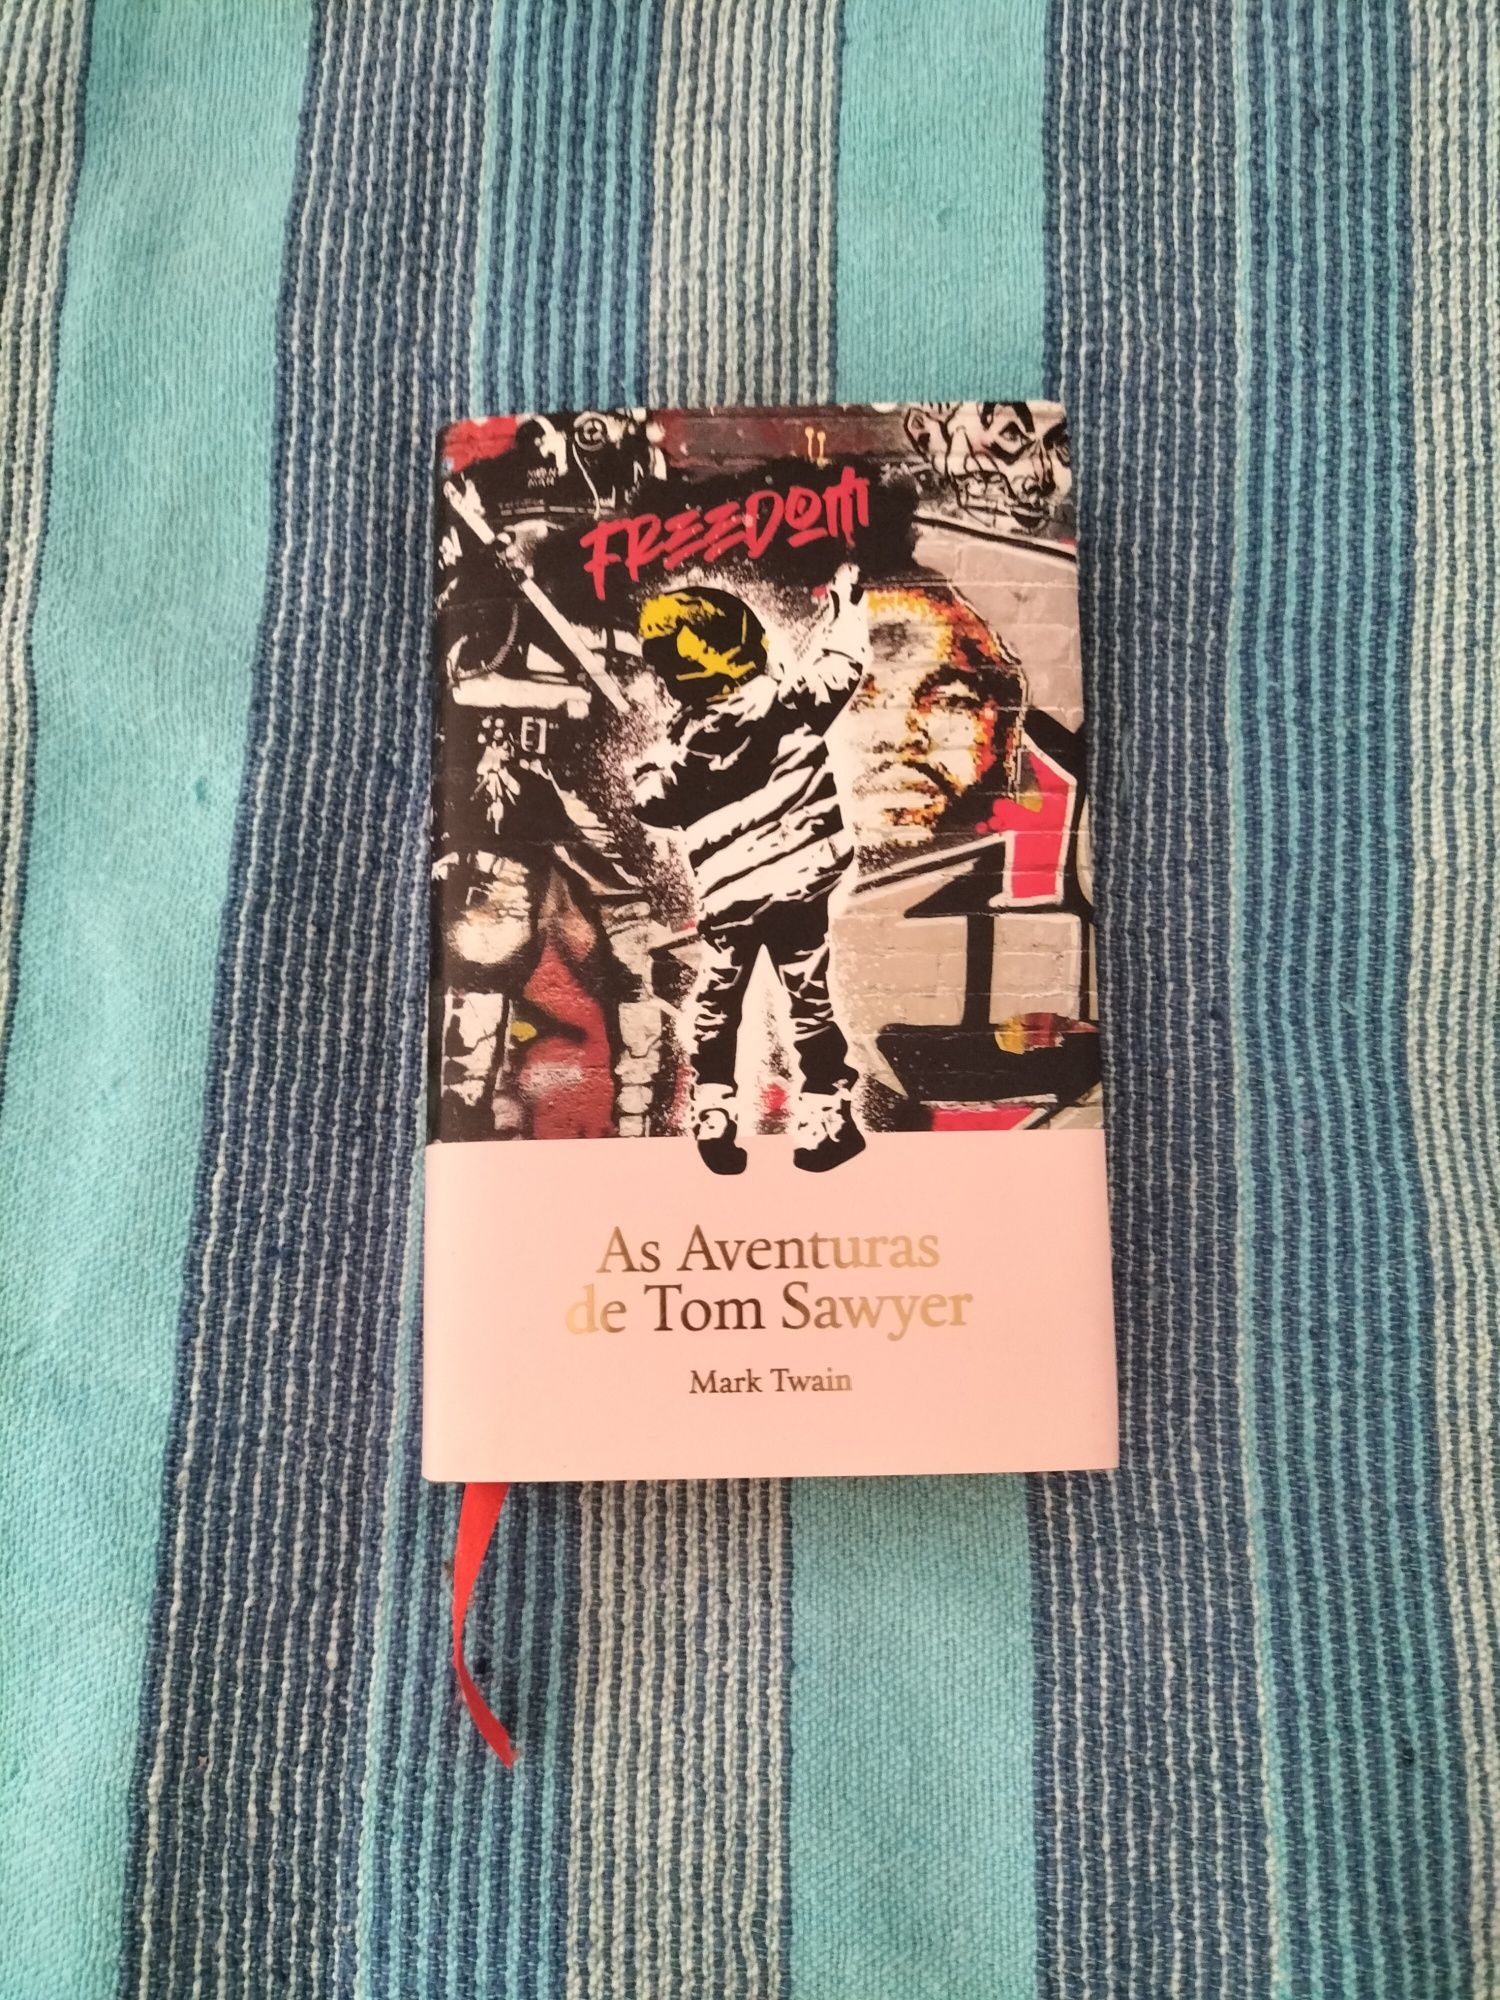 FREEDOM
As Aventuras
de Tom Sawyer
Mark Twain